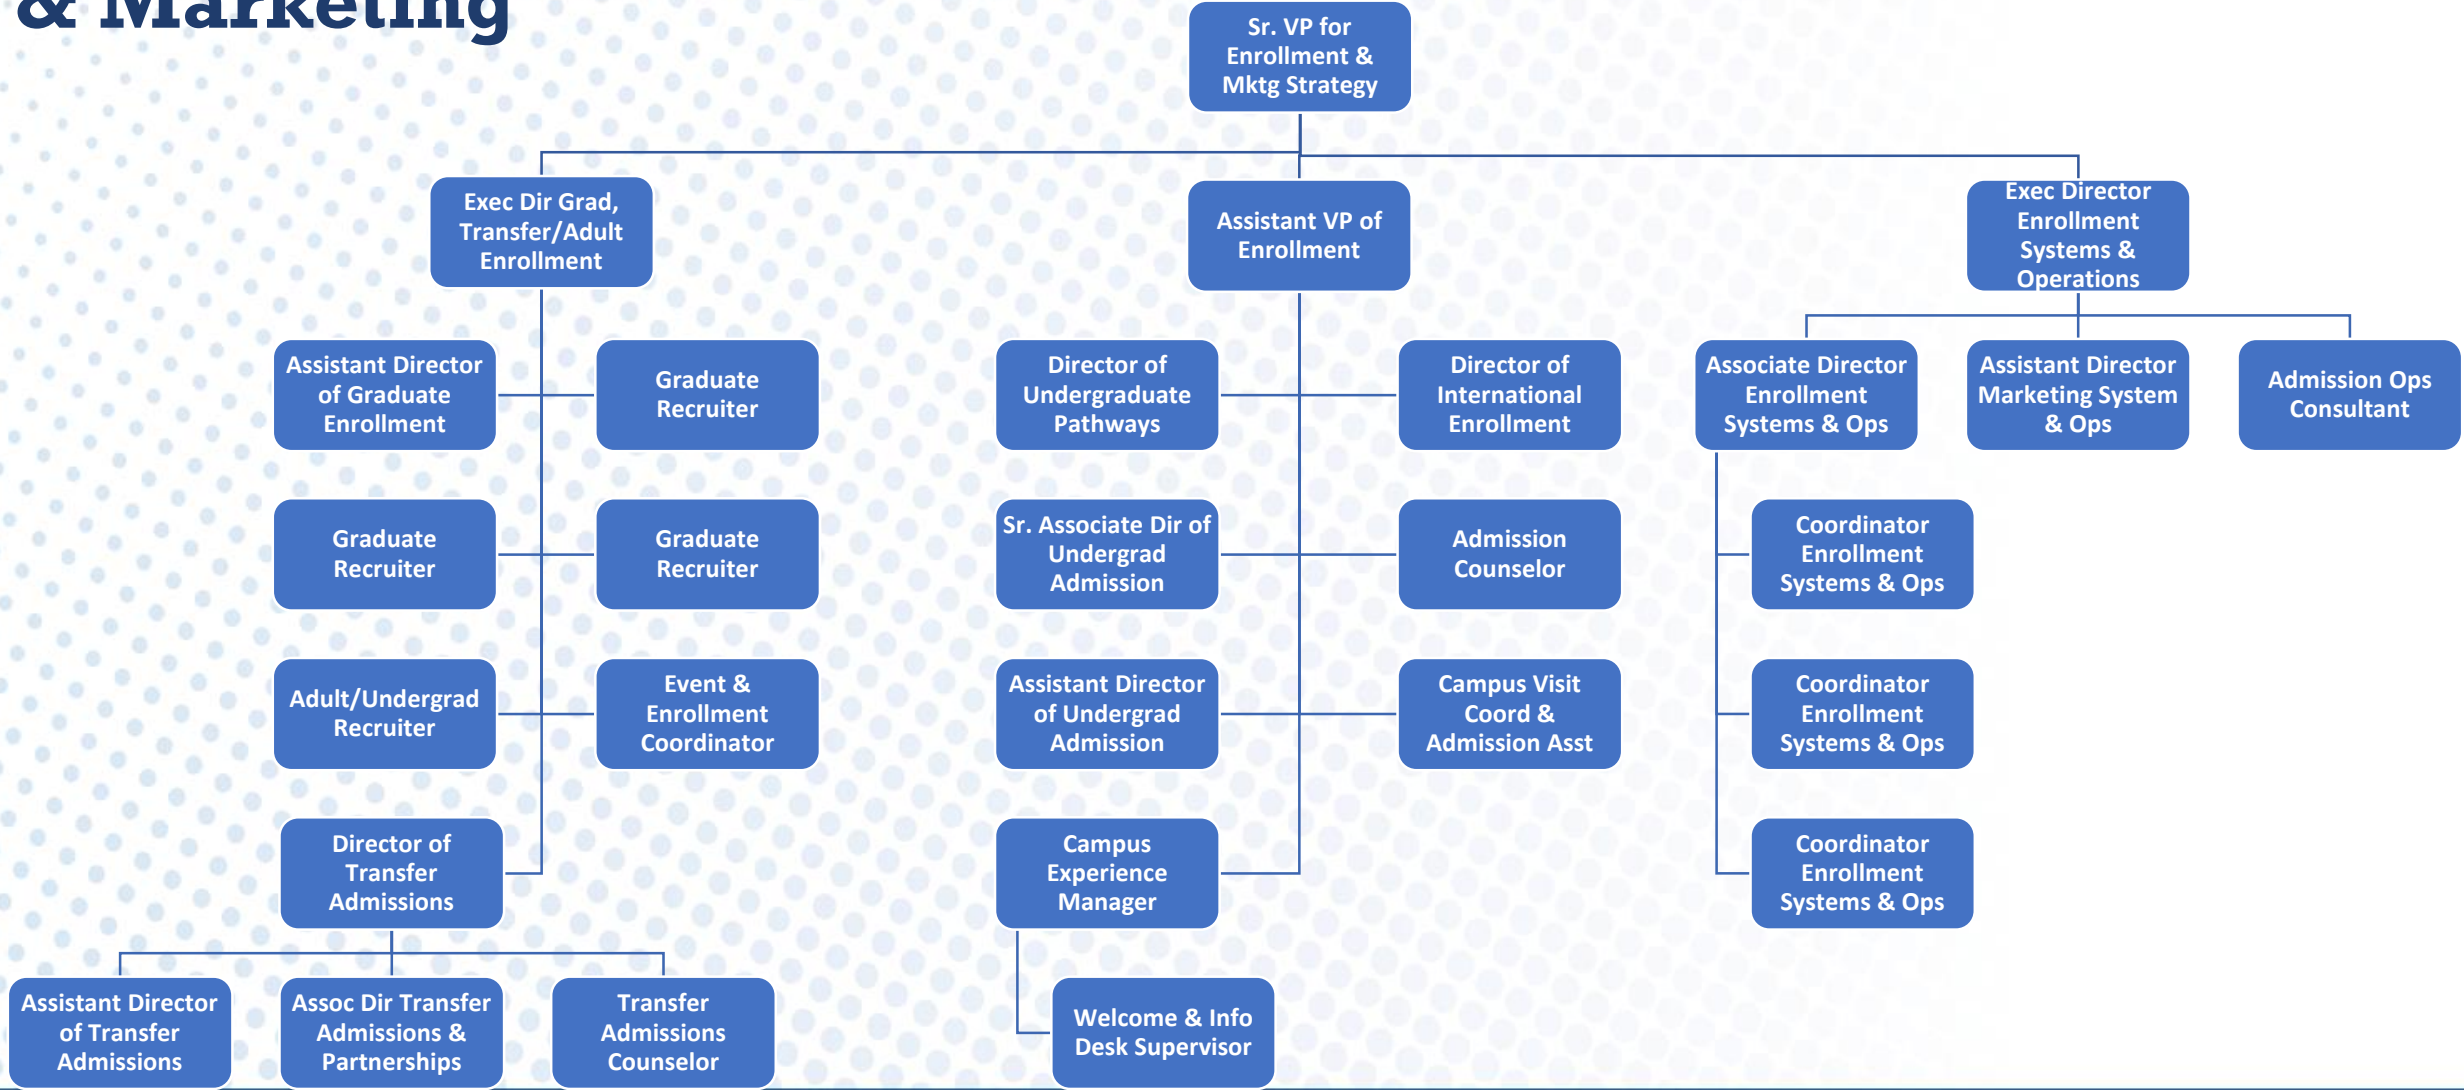 & Marketing
Sr. VP for
Enrollment &
Mktg Strategy
Exec Dir Grad,
Transfer/Adult
Enrollment
Assistant VP of
Enrollment
Exec Director
Enrollment
Systems &
Operations
Assistant Director
of Graduate
Enrollment
Graduate
Recruiter
Director of
Undergraduate
Pathways
Director of
International
Enrollment
Associate Director
Enrollment
Systems & Ops
Assistant Director
Marketing System
& Ops
Admission Ops
Consultant
Graduate
Recruiter
Graduate
Recruiter
Sr. Associate Dir of
Undergrad
Admission
Admission
Counselor
Coordinator
Enrollment
Systems & Ops
Adult/Undergrad
Recruiter
Event &
Enrollment
Coordinator
Assistant Director
of Undergrad
Admission
Campus Visit
Coord &
Admission Asst
Coordinator
Enrollment
Systems & Ops
Director of
Transfer
Admissions
Campus
Experience
Manager
Coordinator
Enrollment
Systems & Ops
Assistant Director
of Transfer
Admissions
Assoc Dir Transfer
Admissions &
Partnerships
Transfer
Admissions
Counselor
Welcome & Info
Desk Supervisor